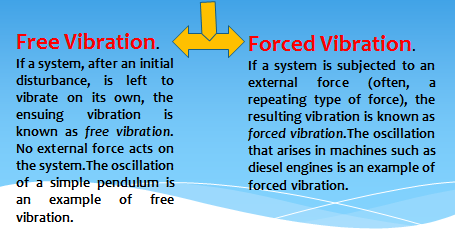 Free Vibration.
If a system, after an initial
disturbance, is left to
vibrate on its own, the
ensuing vibration is
known as free vibration.
No external force acts on
the system.The oscillation
of a simple pendulum is
an example of free
vibration.
Forced Vibration.
If a system is subjected to an
external force (often, a
repeating type of force), the
resulting vibration is known as
forced vibration.The oscillation
that arises in machines such as
diesel engines is an example of
forced vibration.